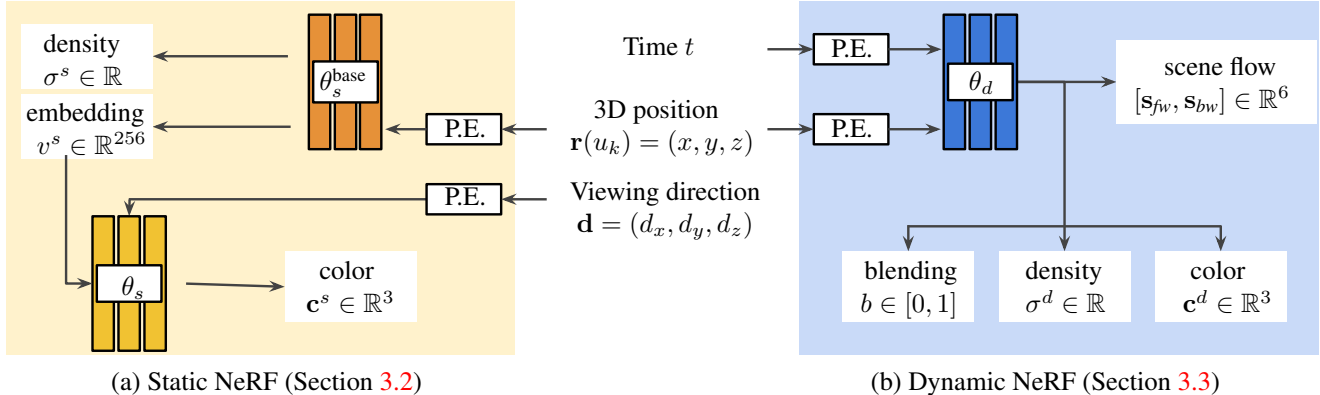 density
σ^s ∈ ℝ
embedding
v^s ∈ ℝ^256
θ_s^base
P.E.
P.E.
θ_s
color
c^s ∈ ℝ^3
(a) Static NeRF (Section 3.2)
Time t
3D position
r(u_k) = (x, y, z)
Viewing direction
d = (d_x, d_y, d_z)
P.E.
P.E.
θ_d
scene flow
[s_fw, s_bw] ∈ ℝ^6
blending
b ∈ [0, 1]
density
σ^d ∈ ℝ
color
c^d ∈ ℝ^3
(b) Dynamic NeRF (Section 3.3)